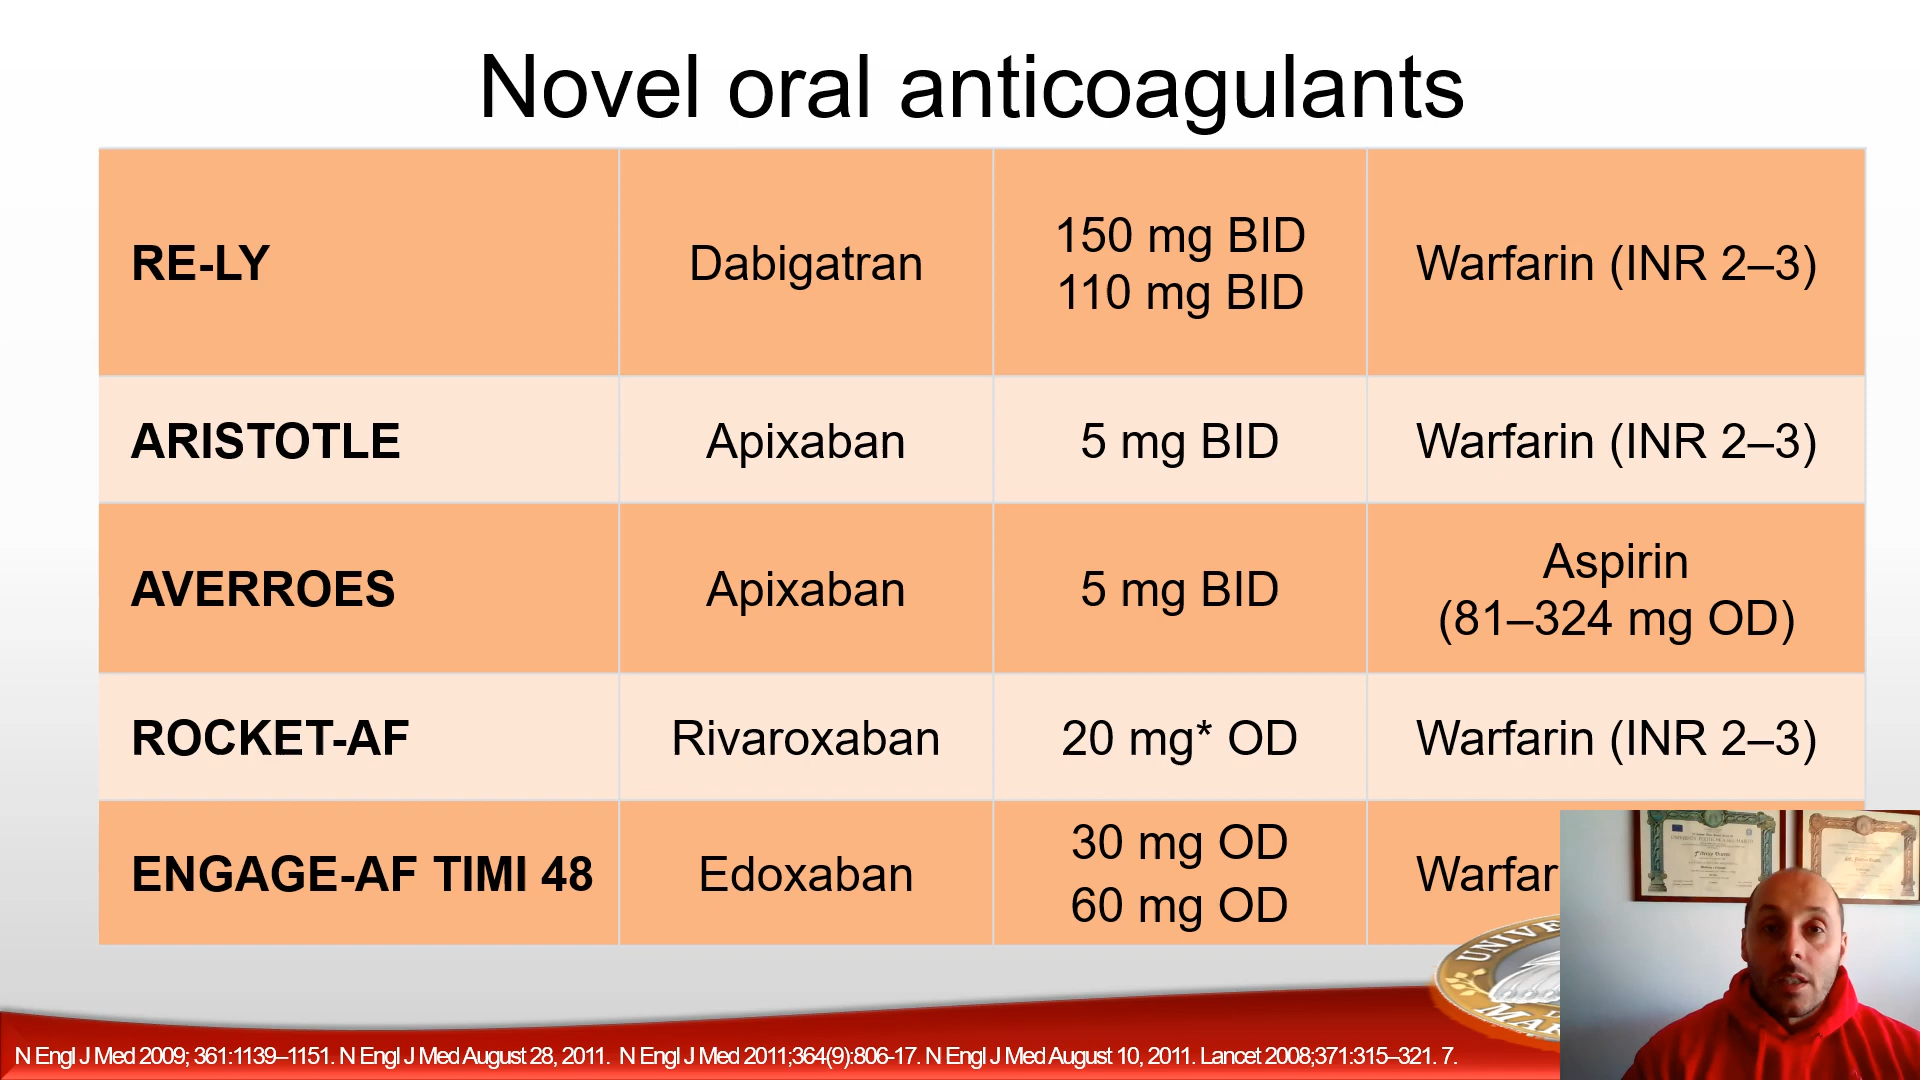 Novel oral anticoagulants
RE-LY
Dabigatran
150 mg BID
110 mg BID
Warfarin (INR 2–3)
ARISTOTLE
Apixaban
5 mg BID
Warfarin (INR 2–3)
AVERROES
Apixaban
5 mg BID
Aspirin
(81–324 mg OD)
ROCKET-AF
Rivaroxaban
20 mg* OD
Warfarin (INR 2–3)
ENGAGE-AF TIMI 48
Edoxaban
30 mg OD
60 mg OD
Warfar
UNIVE
MAR
N Engl J Med 2009; 361:1139–1151. N Engl J Med August 28, 2011. N Engl J Med 2011;364(9):806-17. N Engl J Med August 10, 2011. Lancet 2008;371:315–321. 7.